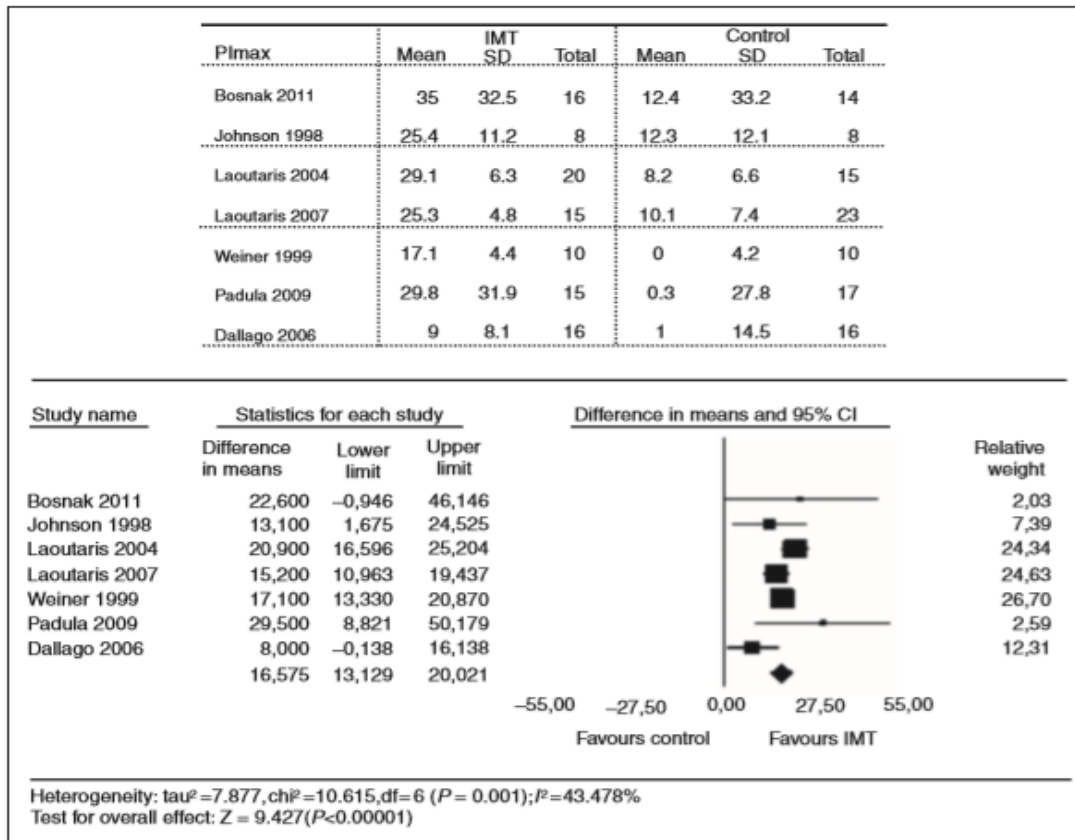 IMT Control
PImax Mean SD Total Mean SD Total
Bosnak 2011 35 32.5 16 12.4 33.2 14
Johnson 1998 25.4 11.2 8 12.3 12.1 8
Laoutaris 2004 29.1 6.3 20 8.2 6.6 15
Laoutaris 2007 25.3 4.8 15 10.1 7.4 23
Weiner 1999 17.1 4.4 10 0 4.2 10
Padula 2009 29.8 31.9 15 0.3 27.8 17
Dallago 2006 9 8.1 16 1 14.5 16
Study name Statistics for each study Difference in means and 95% CI
Difference Lower Upper Relative
in means limit limit weight
Bosnak 2011 22,600 –0,946 46,146 2,03
Johnson 1998 13,100 1,675 24,525 7,39
Laoutaris 2004 20,900 16,596 25,204 24,34
Laoutaris 2007 15,200 10,963 19,437 24,63
Weiner 1999 17,100 13,330 20,870 26,70
Padula 2009 29,500 8,821 50,179 2,59
Dallago 2006 8,000 –0,138 16,138 12,31
16,575 13,129 20,021
–55,00 –27,50 0,00 27,50 55,00
Favours control Favours IMT
Heterogeneity: tau²=7.877,chi²=10.615,df=6 (P = 0.001);I²=43.478%
Test for overall effect: Z = 9.427(P<0.00001)